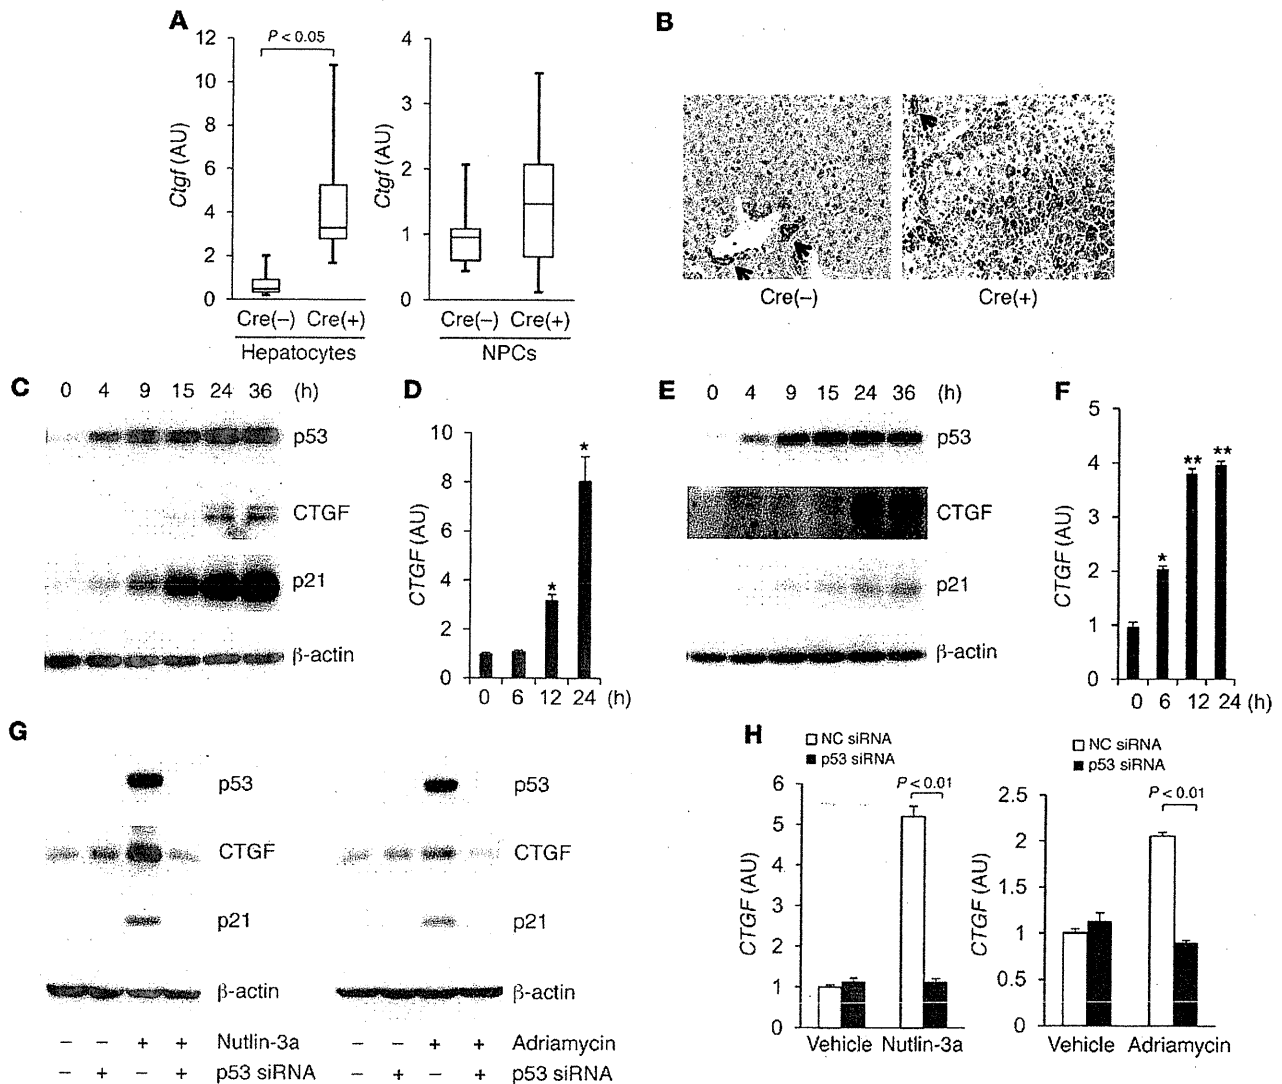 A
P < 0.05
Ctgf (AU)
12
10
8
6
4
2
0
Cre(–) Cre(+)
Hepatocytes
Ctgf (AU)
4
3
2
1
0
Cre(–) Cre(+)
NPCs
B
Cre(–)
Cre(+)
C
0 4 9 15 24 36 (h)
p53
CTGF
p21
β-actin
D
CTGF (AU)
10
8
6
4
2
0
*
*
0 6 12 24 (h)
E
0 4 9 15 24 36 (h)
p53
CTGF
p21
β-actin
F
CTGF (AU)
5
4
3
2
1
0
*
**
**
0 6 12 24 (h)
G
p53
CTGF
p21
β-actin
– – + + Nutlin-3a
– + – + p53 siRNA
p53
CTGF
p21
β-actin
– – + + Adriamycin
– + – + p53 siRNA
H
NC siRNA
p53 siRNA
P < 0.01
CTGF (AU)
6
5
4
3
2
1
0
Vehicle Nutlin-3a
NC siRNA
p53 siRNA
P < 0.01
CTGF (AU)
2.5
2
1.5
1
0.5
0
Vehicle Adriamycin